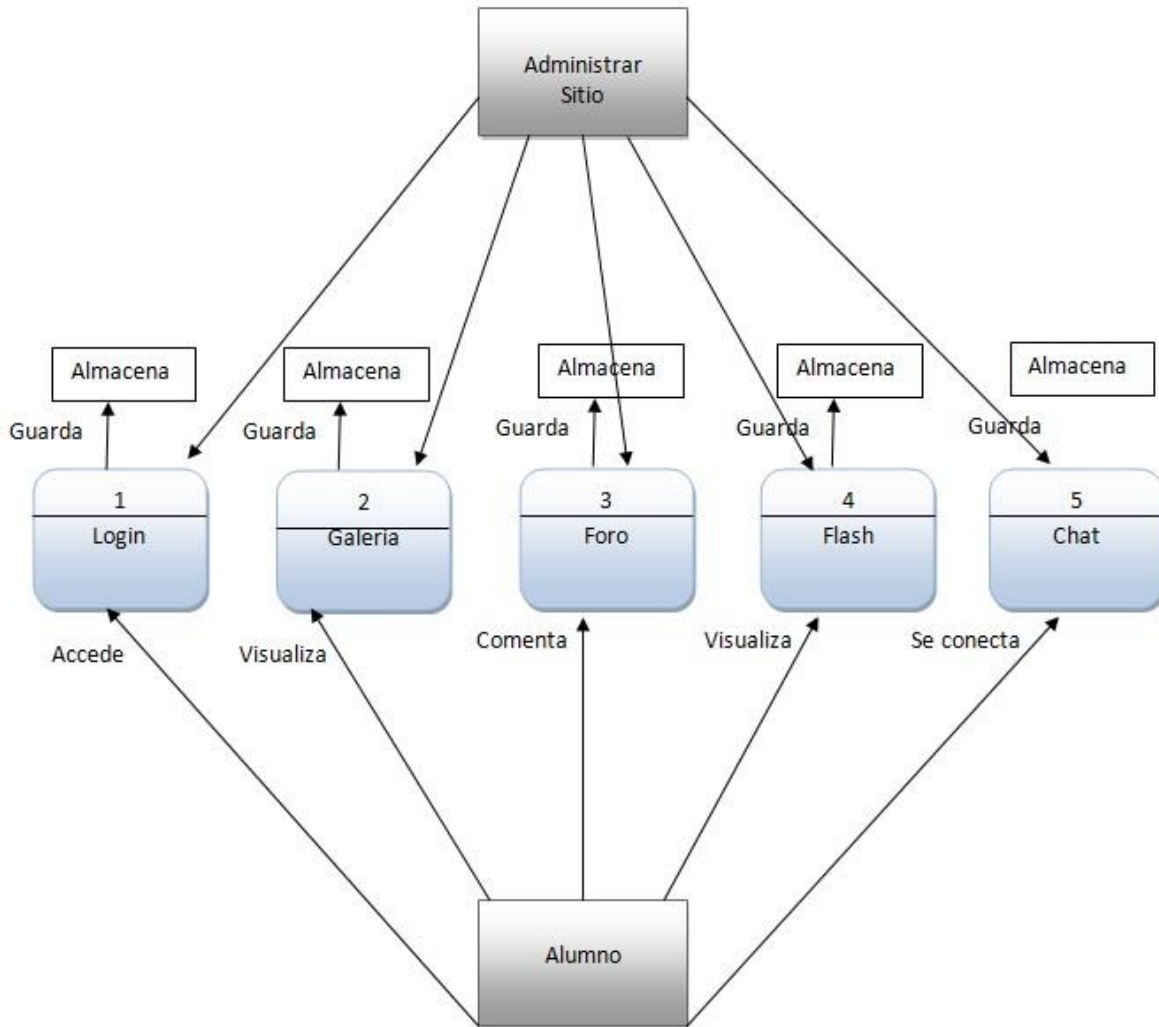 Administrar
Sitio
Almacena
Almacena
Almacena
Almacena
Almacena
Guarda
Guarda
Guarda
Guarda
Guarda
1
Login
2
Galeria
3
Foro
4
Flash
5
Chat
Accede
Visualiza
Comenta
Visualiza
Se conecta
Alumno